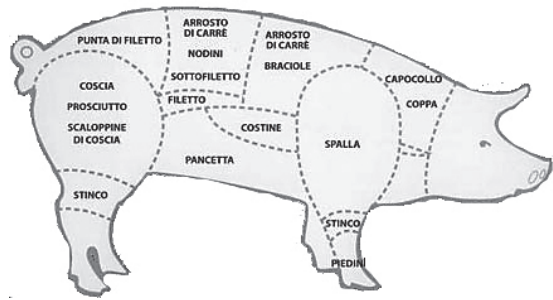 PUNTA DI FILETTO
ARROSTO
DI CARRÈ
NODINI
SOTTOFILETTO
ARROSTO
DI CARRÈ
BRACIOLE
CAPOCOLLO
COPPA
COSCIA
PROSCIUTTO
SCALOPPINE
DI COSCIA
FILETTO
COSTINE
SPALLA
PANCETTA
STINCO
STINCO
PIEDINI